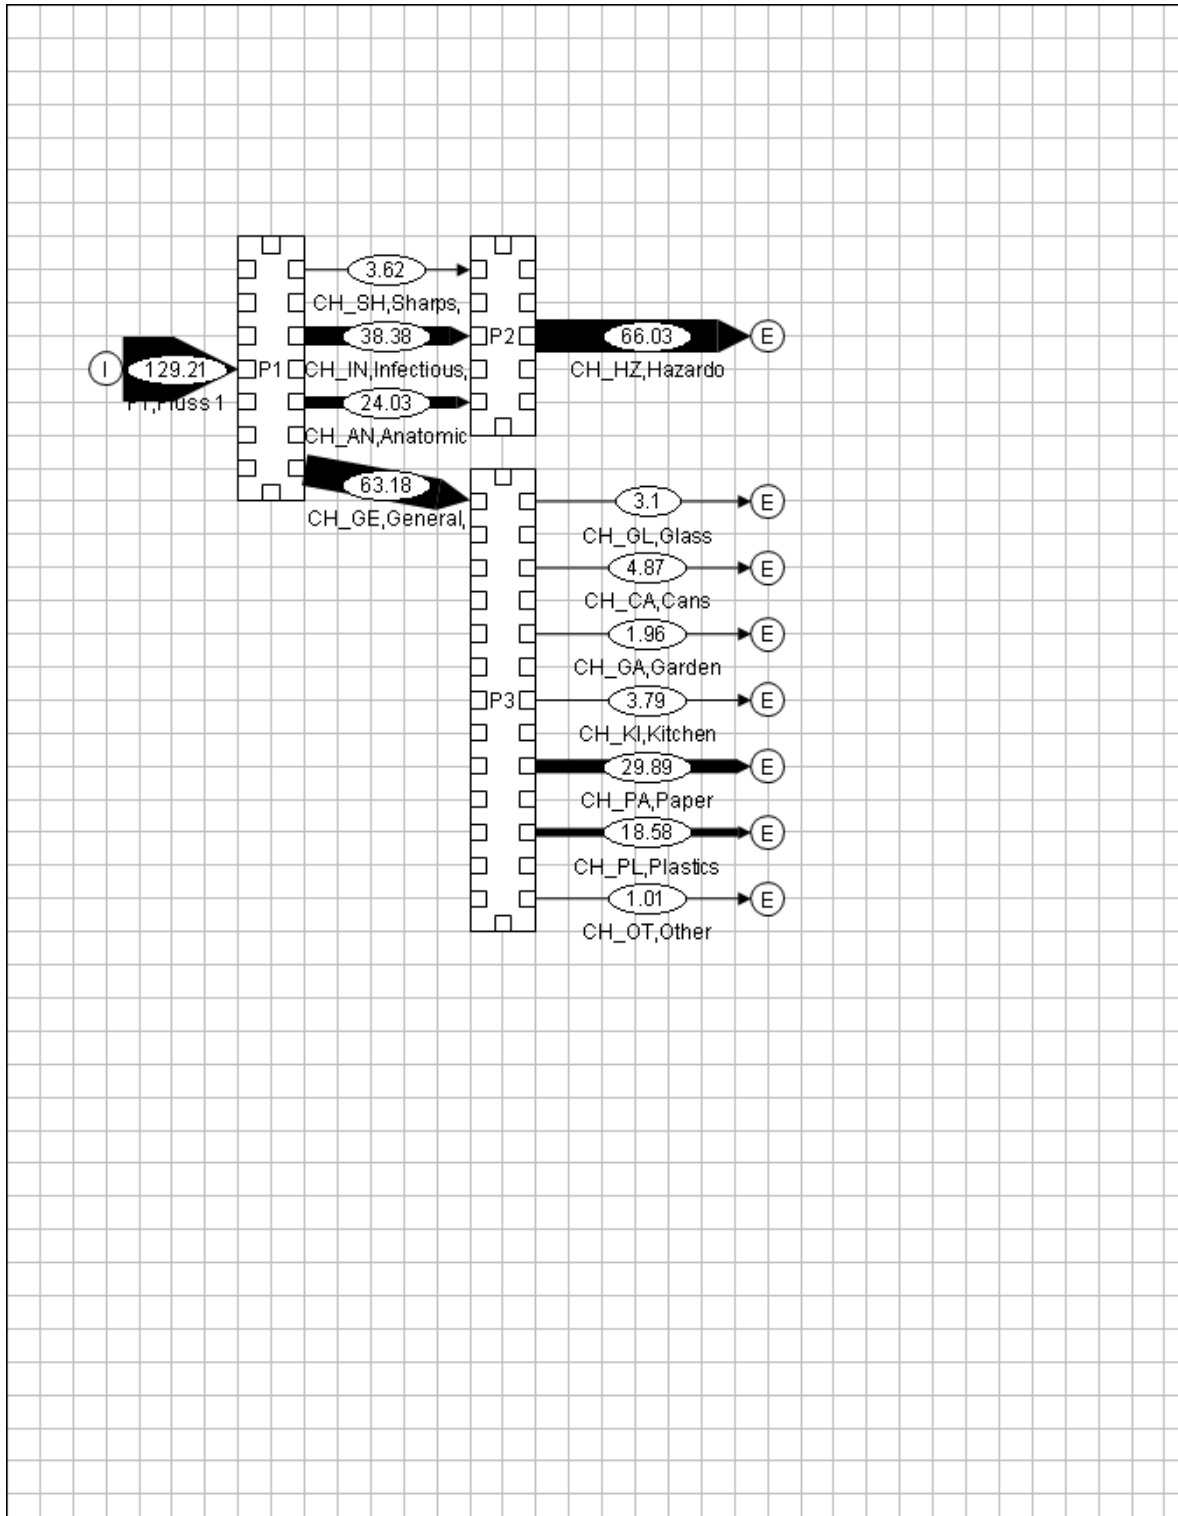 3.62
CH_SH,Sharps,
38.38
P2
66.03
E
I
129.21
P1
CH_IN,Infectious,
CH_HZ,Hazardo
24.03
CH_AN,Anatomic
63.18
CH_GE,General,
3.1
E
CH_GL,Glass
4.87
E
CH_CA,Cans
1.96
E
CH_GA,Garden
P3
3.79
E
CH_KI,Kitchen
29.89
E
CH_PA,Paper
18.58
E
CH_PL,Plastics
1.01
E
CH_OT,Other